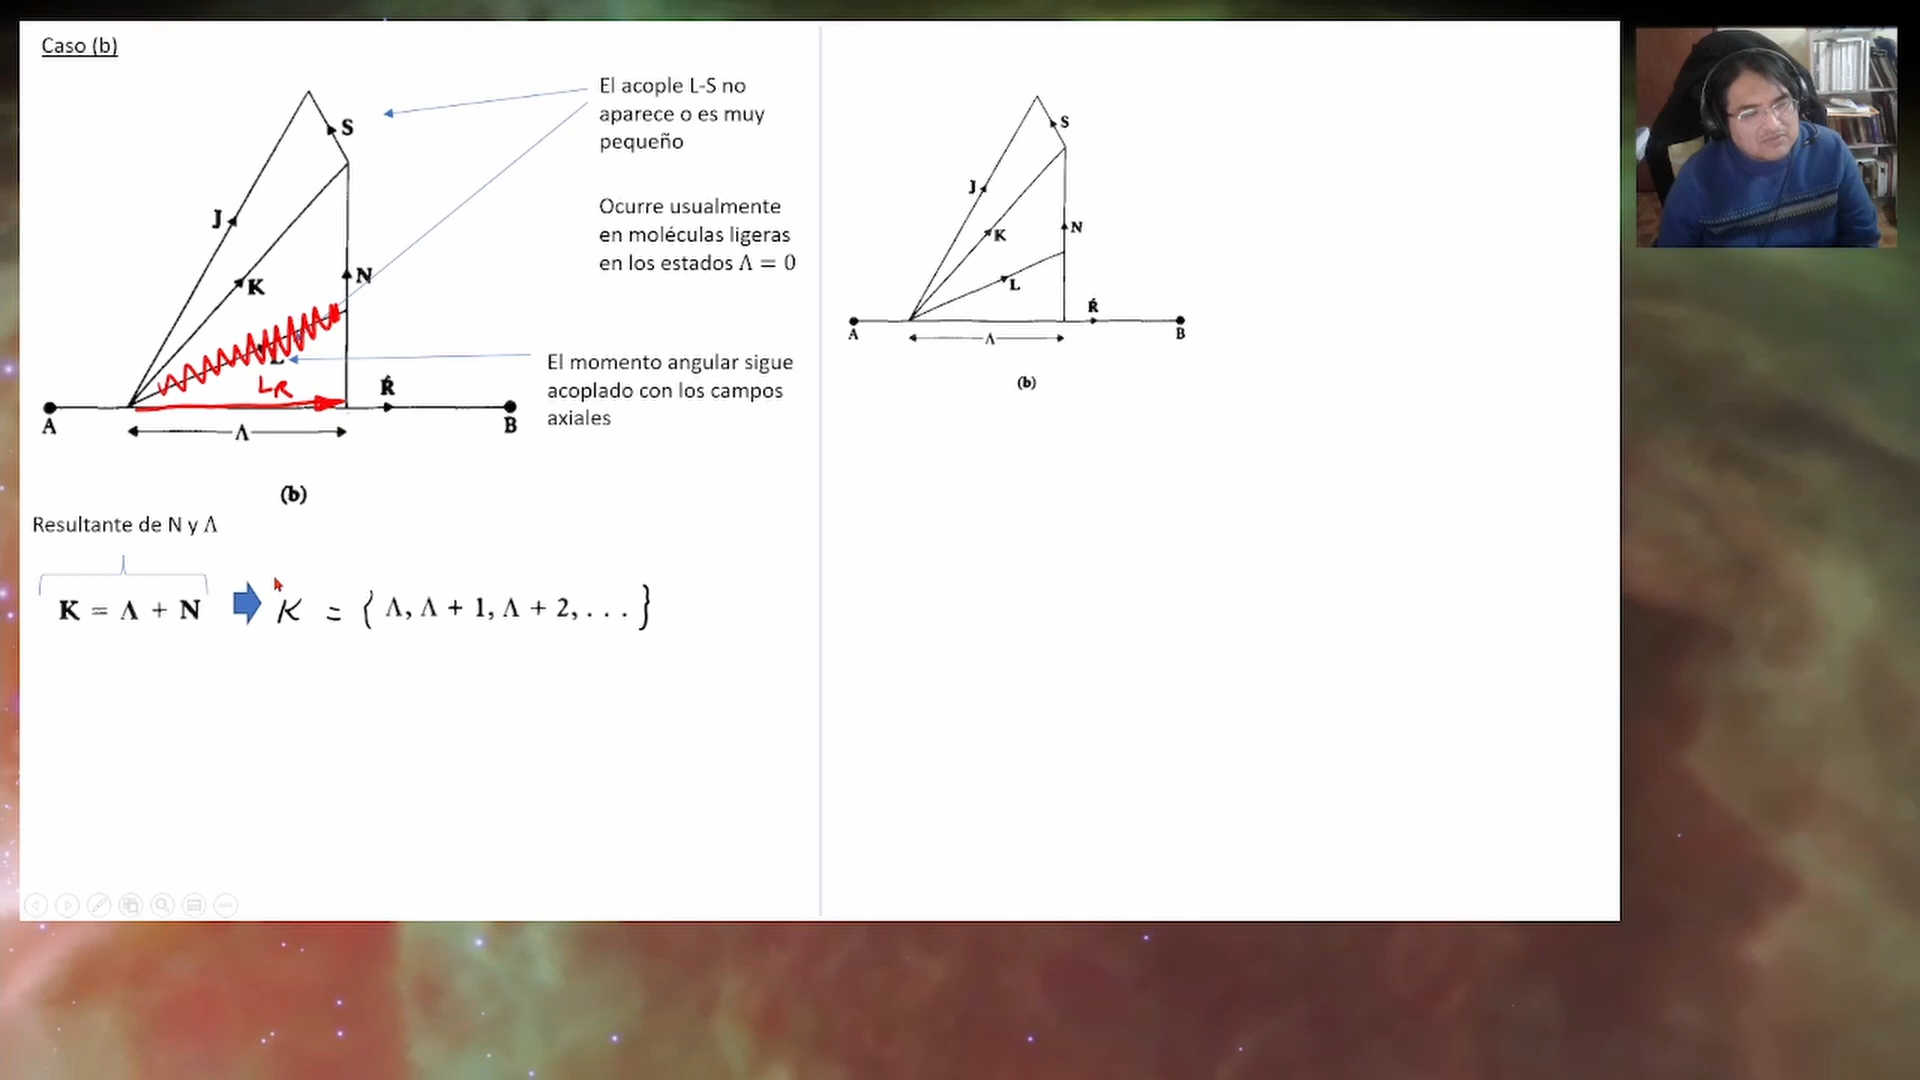 Caso (b)
El acople L-S no
aparece o es muy
pequeño
S
Ocurre usualmente
en moléculas ligeras
en los estados Λ = 0
J
N
K
L
El momento angular sigue
acoplado con los campos
axiales
L_R
R̂
A
Λ
B
(b)
Resultante de N y Λ
K = Λ + N
K = { Λ, Λ + 1, Λ + 2, . . . }
S
J
N
K
L
R̂
A
Λ
B
(b)